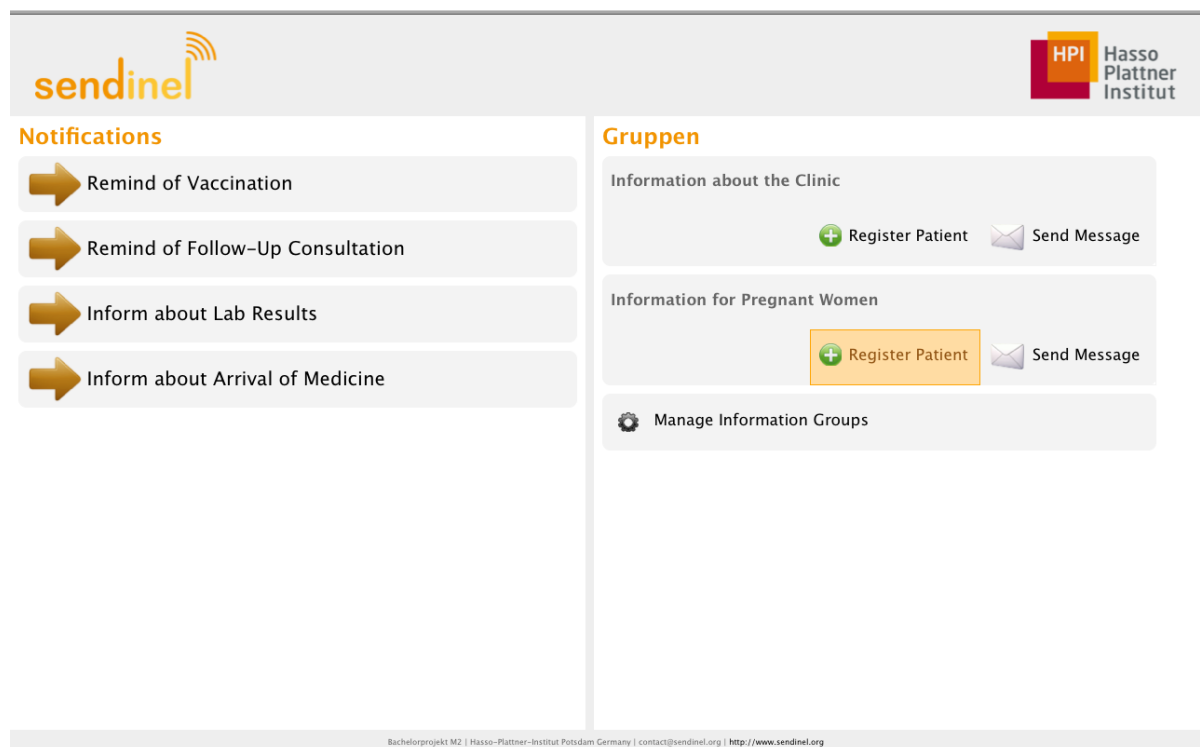 sendinel
HPI
Hasso
Plattner
Institut
Notifications
Remind of Vaccination
Remind of Follow-Up Consultation
Inform about Lab Results
Inform about Arrival of Medicine
Gruppen
Information about the Clinic
Register Patient
Send Message
Information for Pregnant Women
Register Patient
Send Message
Manage Information Groups
Bachelorprojekt M2 | Hasso-Plattner-Institut Potsdam Germany | contact@sendinel.org | http://www.sendinel.org